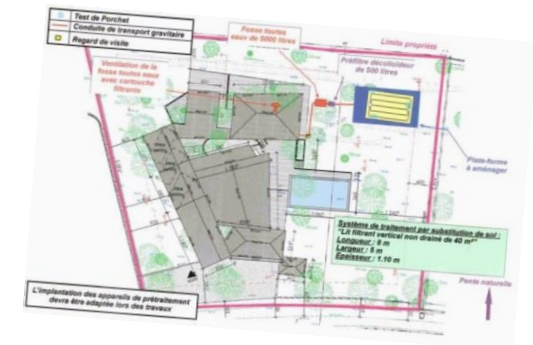 Test de Porchet
Conduite de transport gravitaire
Regard de visite
Fosse toutes
eaux de 5000 litres
Limite propriété
Ventilation de la
fosse toutes eaux
avec cartouche
filtrante
Préfiltre décolloïdeur
de 500 litres
Plate-forme
à aménager
Système de traitement par substitution de sol :
"Lit filtrant vertical non drainé de 40 m²"
Longueur : 8 m
Largeur : 5 m
Épaisseur : 1.10 m
Pente naturelle
L'implantation des appareils de prétraitement
devra être adaptée lors des travaux